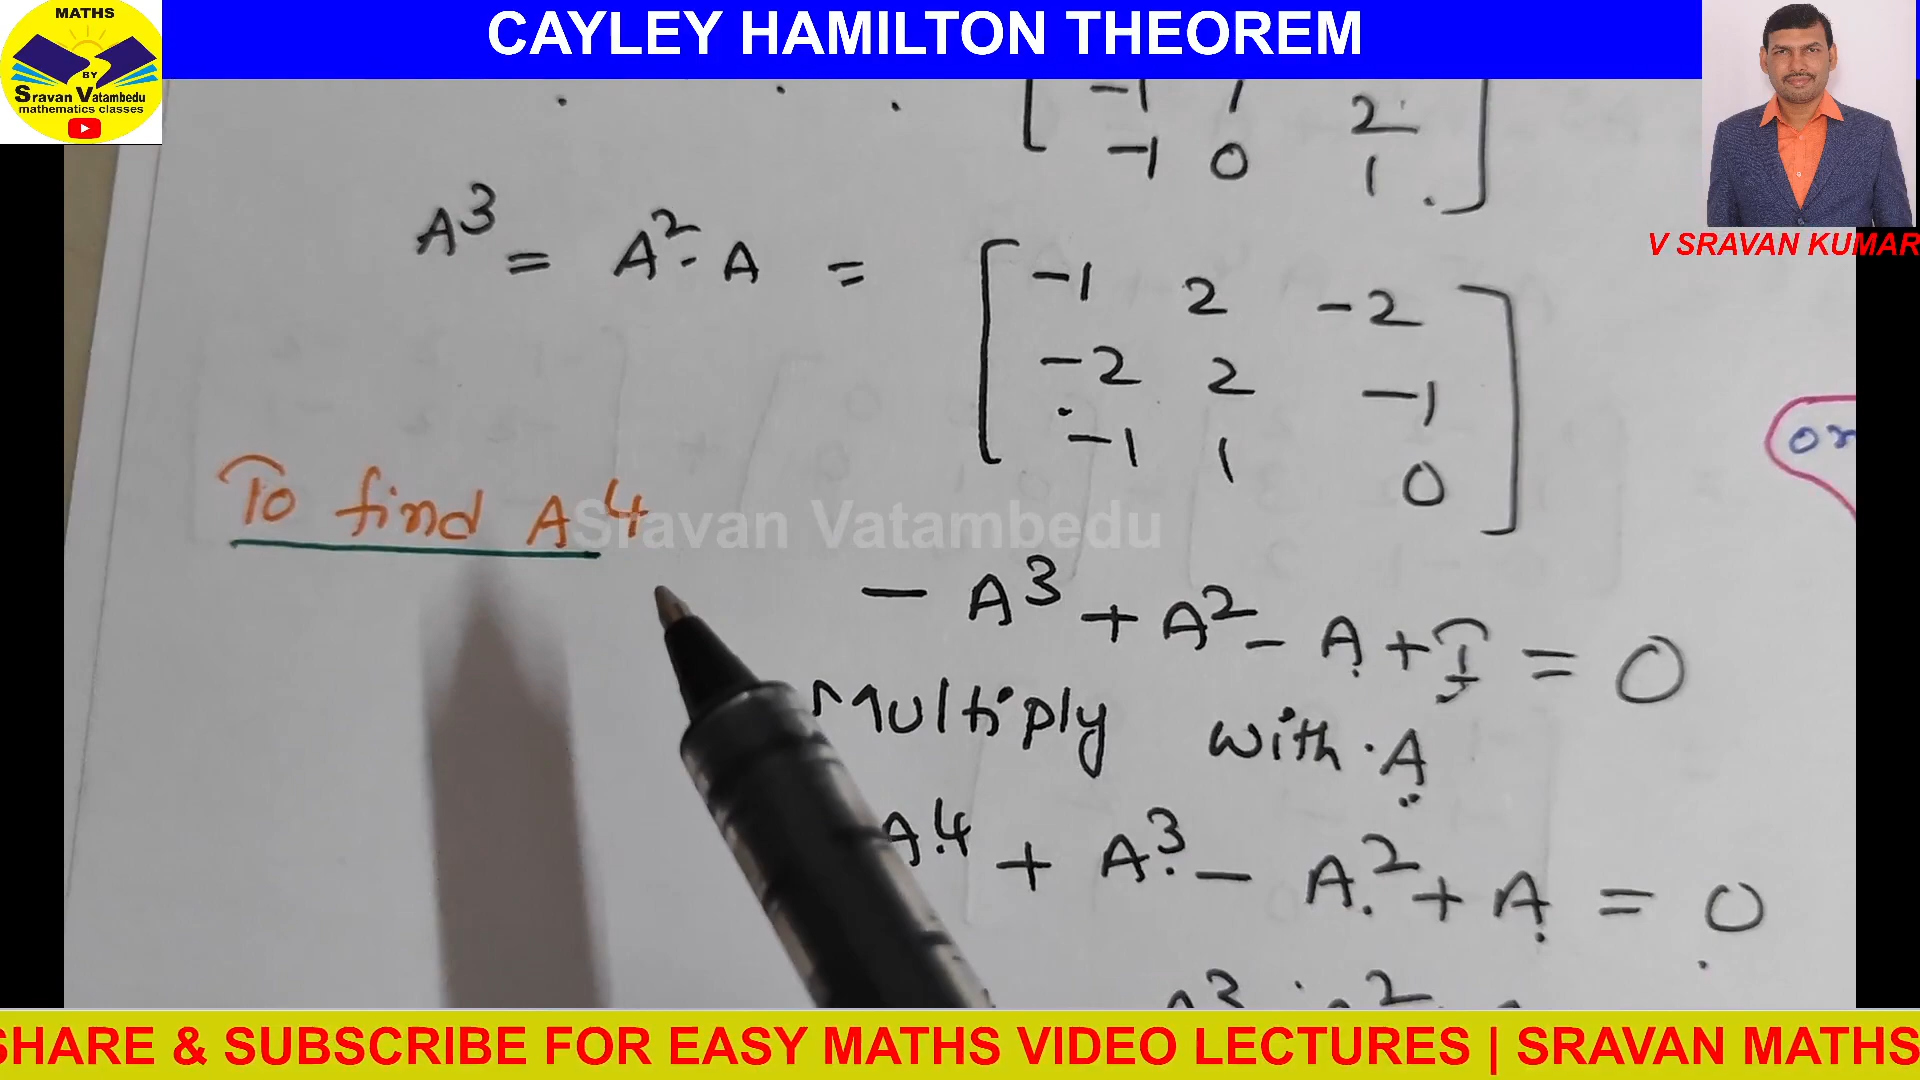 MATHS
BY
Sravan Vatambedu
mathematics classes
CAYLEY HAMILTON THEOREM
V SRAVAN KUMAR
-1 1 2
-1 0 1
A³ = A²·A = [ -1 2 -2
-2 2 -1
-1 1 0 ]
To find A⁴
Sravan Vatambedu
- A³ + A² - A + I = 0
Multiply with A
A⁴ + A³ - A² + A = 0
SHARE & SUBSCRIBE FOR EASY MATHS VIDEO LECTURES | SRAVAN MATHS